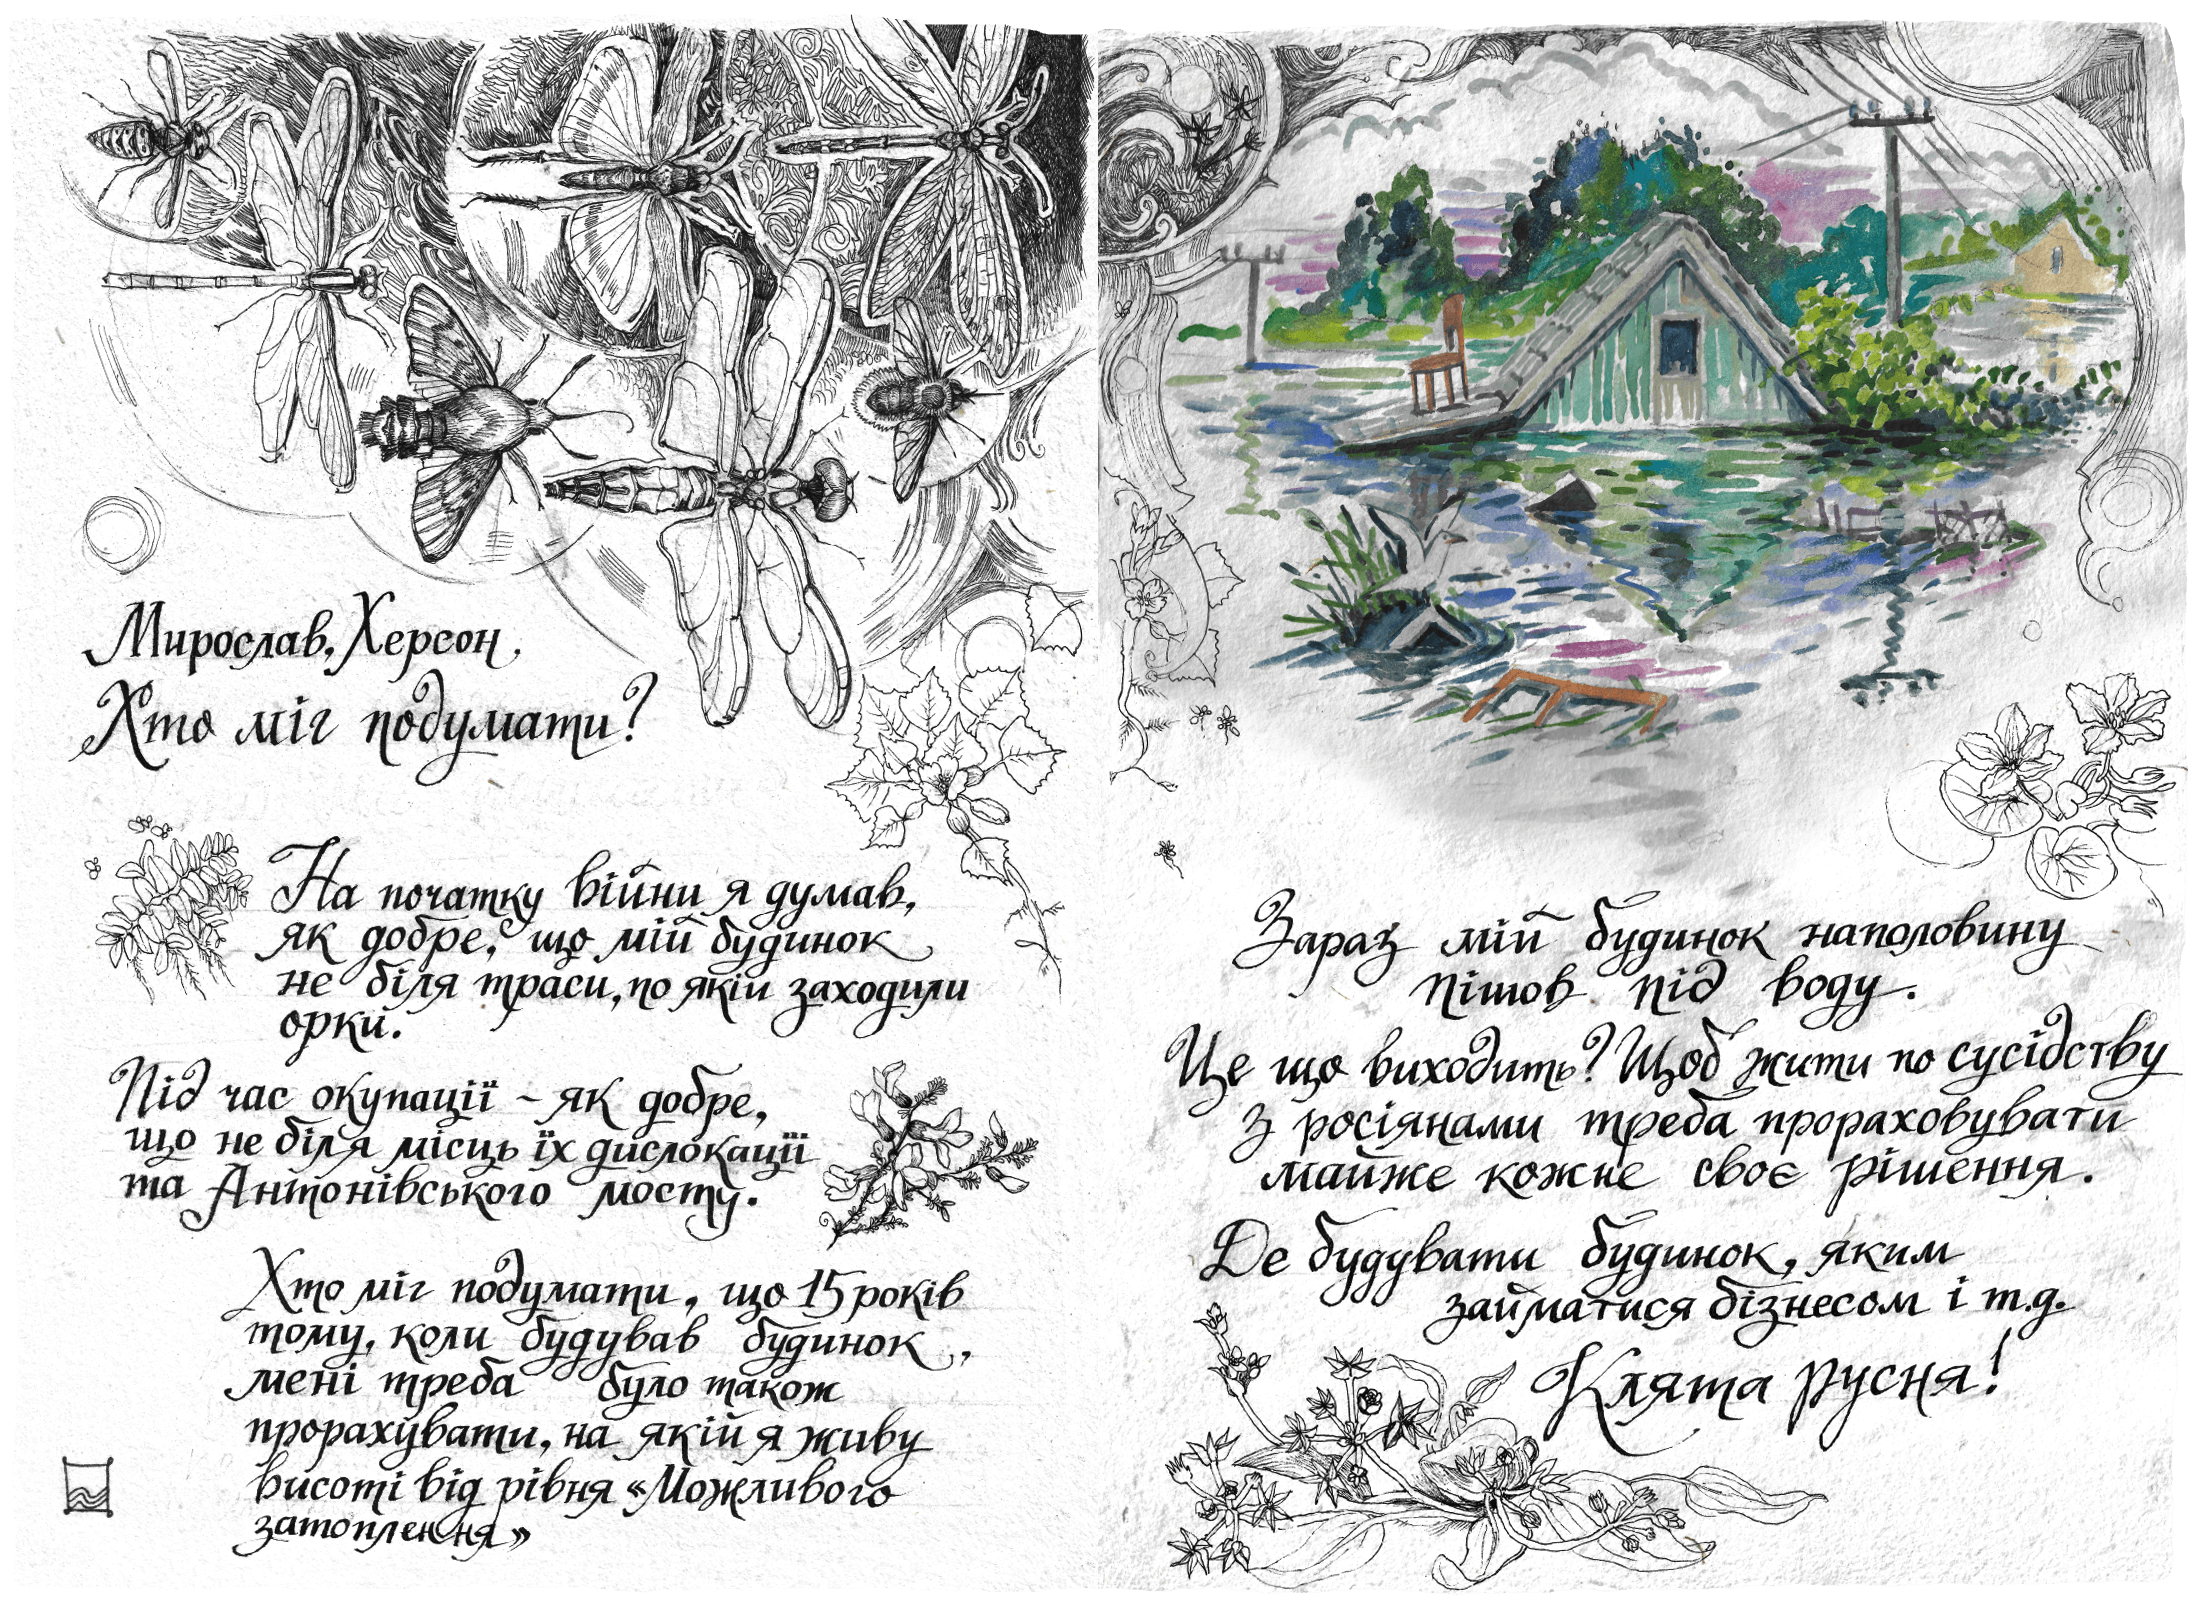 Мирослав, Херсон.
Хто міг подумати?
На початку війни я думав,
як добре, що мій будинок
не біля траси, по якій заходили
орки.
Під час окупації – як добре,
що не біля місць їх дислокації
та Антонівського мосту.
Хто міг подумати, що 15 років
тому, коли будував будинок,
мені треба було також
прорахувати, на якій я живу
висоті від рівня «Можливого
затоплення»
Зараз мій будинок наполовину
пішов під воду.
Це що виходить? Щоб жити по сусідству
з росіянами треба прораховувати
майже кожне своє рішення.
Де будувати будинок, яким
займатися бізнесом і т.д.
Клята русня!